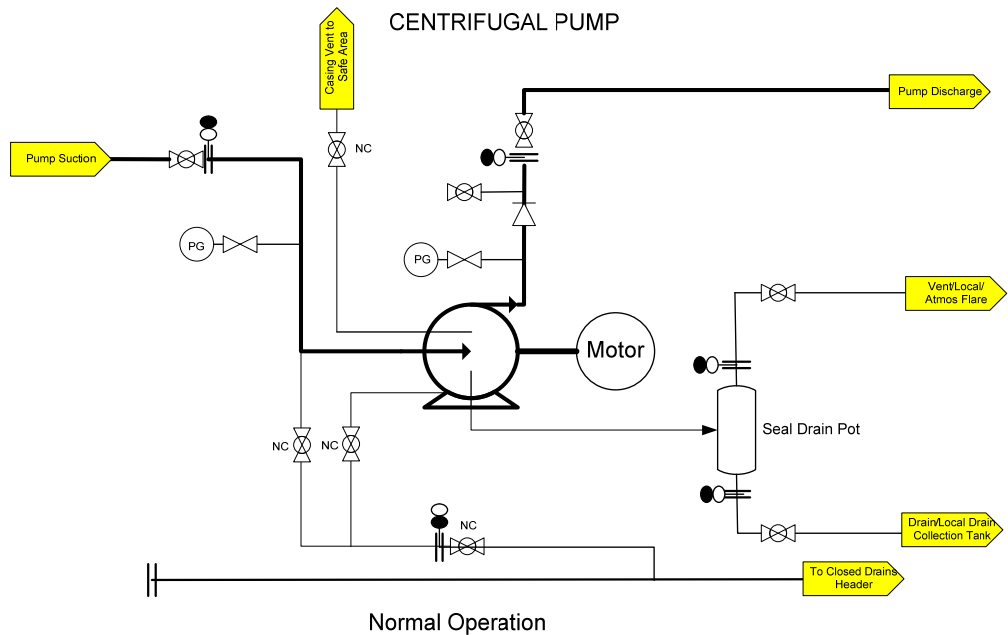 CENTRIFUGAL PUMP
Casing Vent to
Safe Area
Pump Discharge
NC
Pump Suction
PG
PG
Vent/Local/
Atmos Flare
Motor
Seal Drain Pot
NC
NC
NC
Drain/Local Drain
Collection Tank
To Closed Drains
Header
Normal Operation